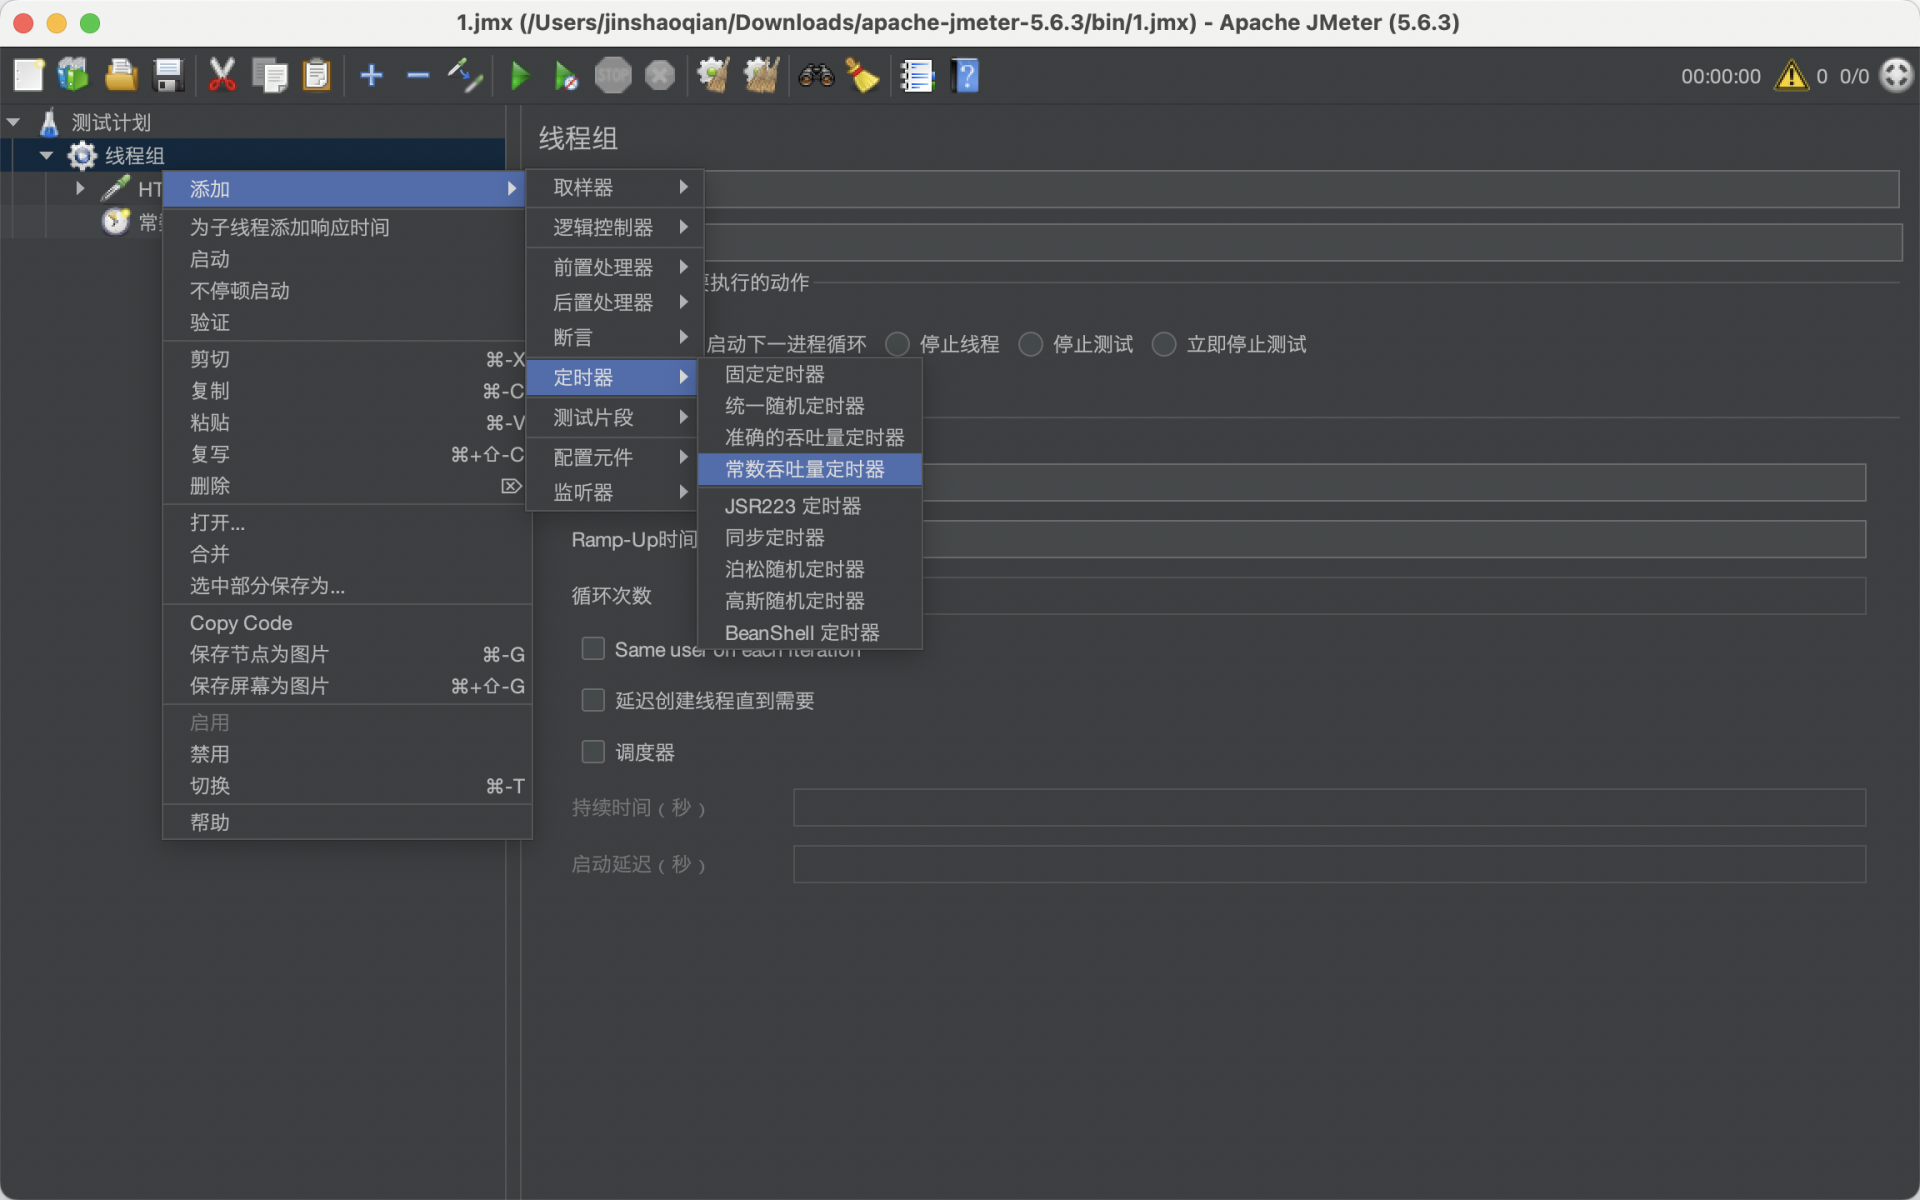 1.jmx (/Users/jinshaoqian/Downloads/apache-jmeter-5.6.3/bin/1.jmx) - Apache JMeter (5.6.3)
STOP
00:00:00
0 0/0
测试计划
线程组
HT
常
添加
为子线程添加响应时间
启动
不停顿启动
验证
剪切 ⌘-X
复制 ⌘-C
粘贴 ⌘-V
复写 ⌘+⇧-C
删除 ⌦
打开...
合并
选中部分保存为...
Copy Code
保存节点为图片 ⌘-G
保存屏幕为图片 ⌘+⇧-G
启用
禁用
切换 ⌘-T
帮助
取样器
逻辑控制器
前置处理器
后置处理器
断言
定时器
测试片段
配置元件
监听器
固定定时器
统一随机定时器
准确的吞吐量定时器
常数吞吐量定时器
JSR223 定时器
同步定时器
泊松随机定时器
高斯随机定时器
BeanShell 定时器
线程组
要执行的动作
启动下一进程循环 停止线程 停止测试 立即停止测试
Ramp-Up时间
循环次数
Same user on each iteration
延迟创建线程直到需要
调度器
持续时间（秒）
启动延迟（秒）